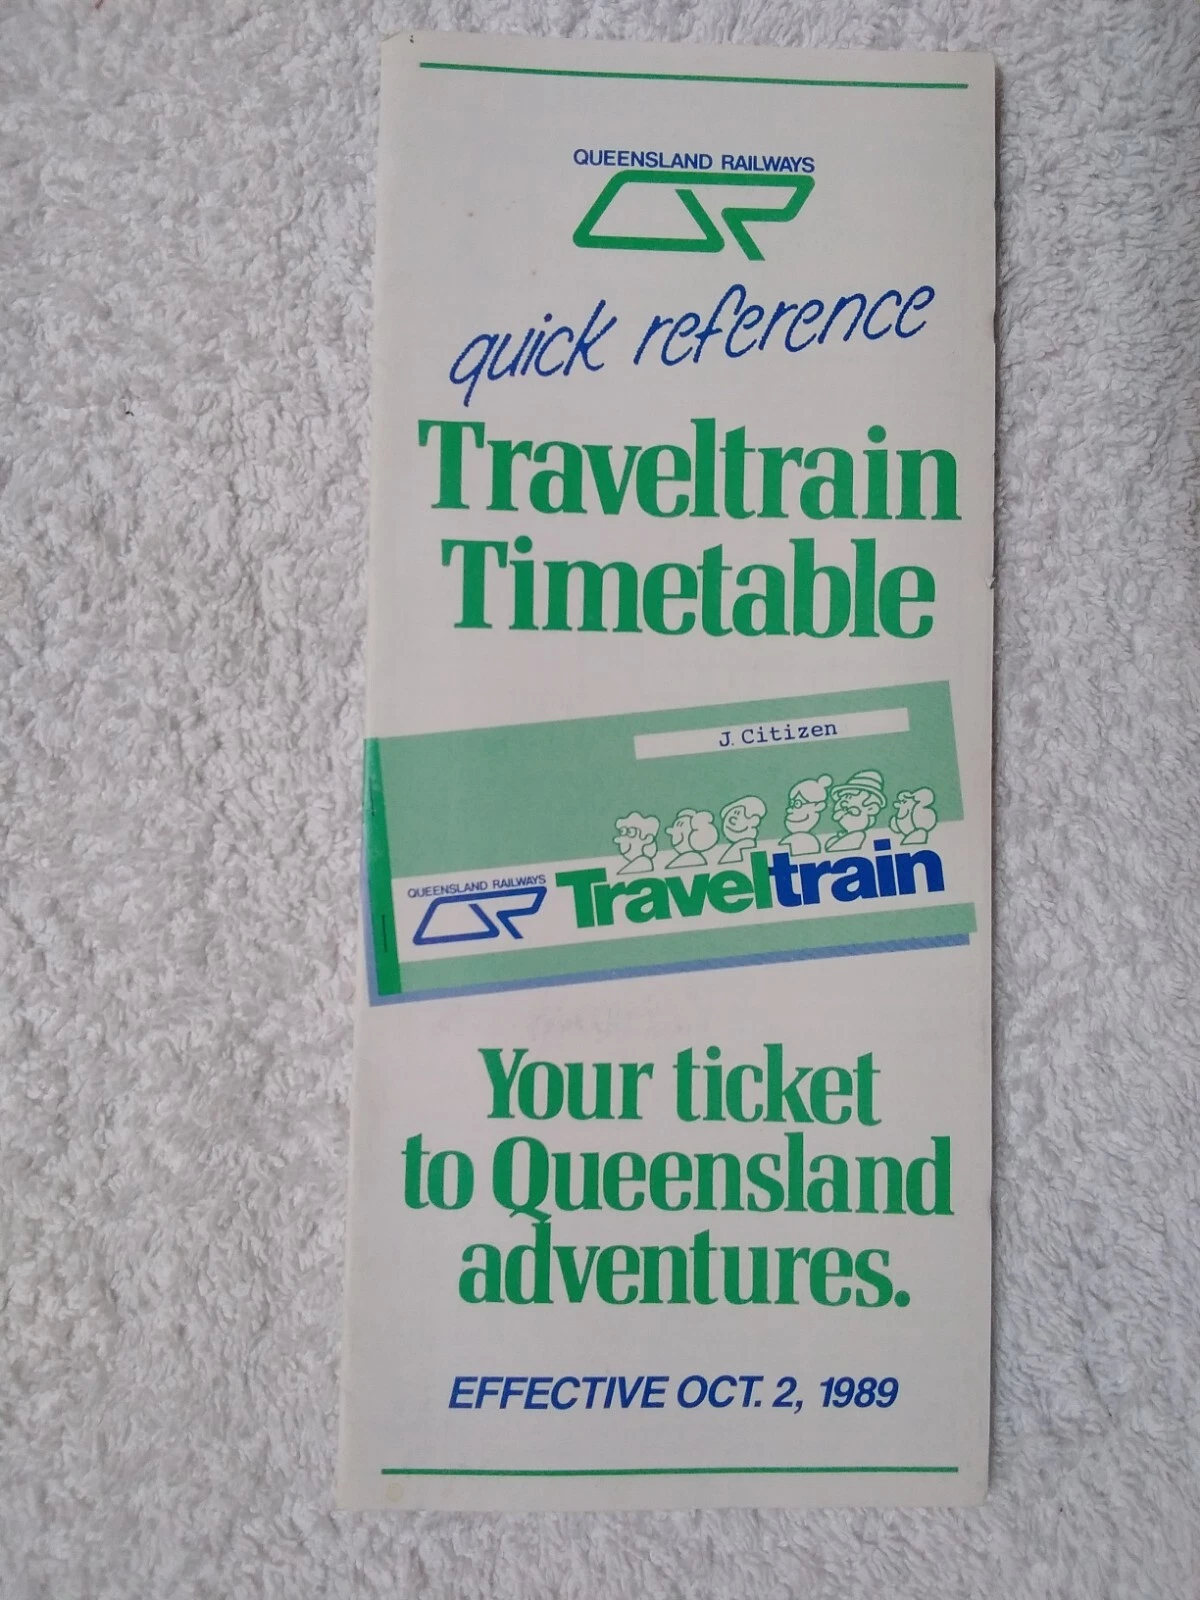 QUEENSLAND RAILWAYS
QR
quick reference
Traveltrain
Timetable
J. Citizen
QUEENSLAND RAILWAYS
QR
Traveltrain
Your ticket
to Queensland
adventures.
EFFECTIVE OCT. 2, 1989